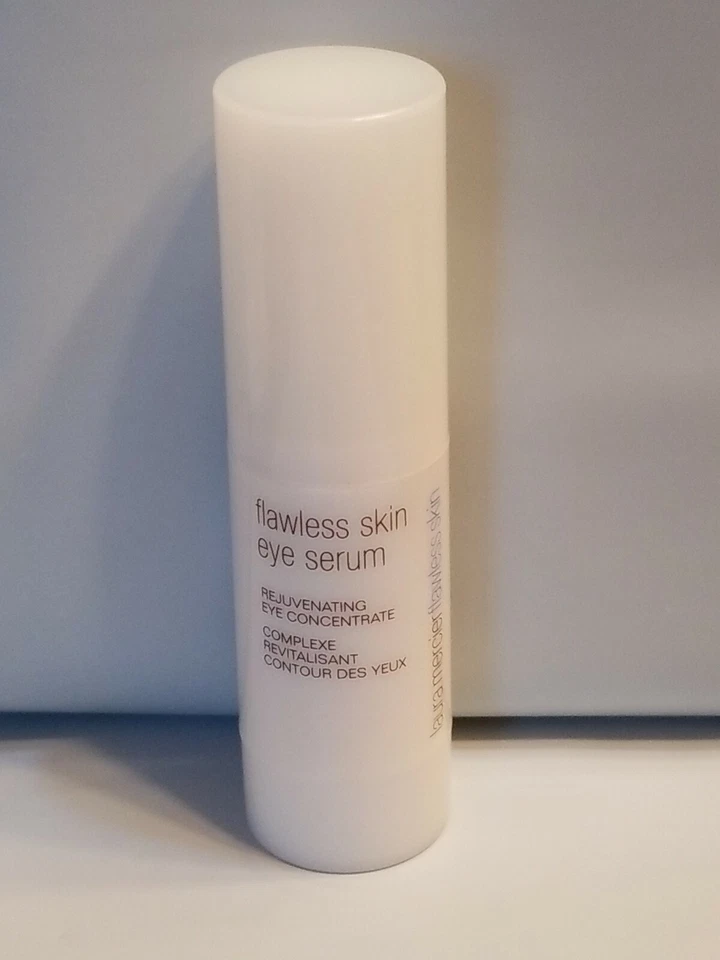 flawless skin
eye serum
REJUVENATING
EYE CONCENTRATE
COMPLEXE
REVITALISANT
CONTOUR DES YEUX
laura mercier flawless skin